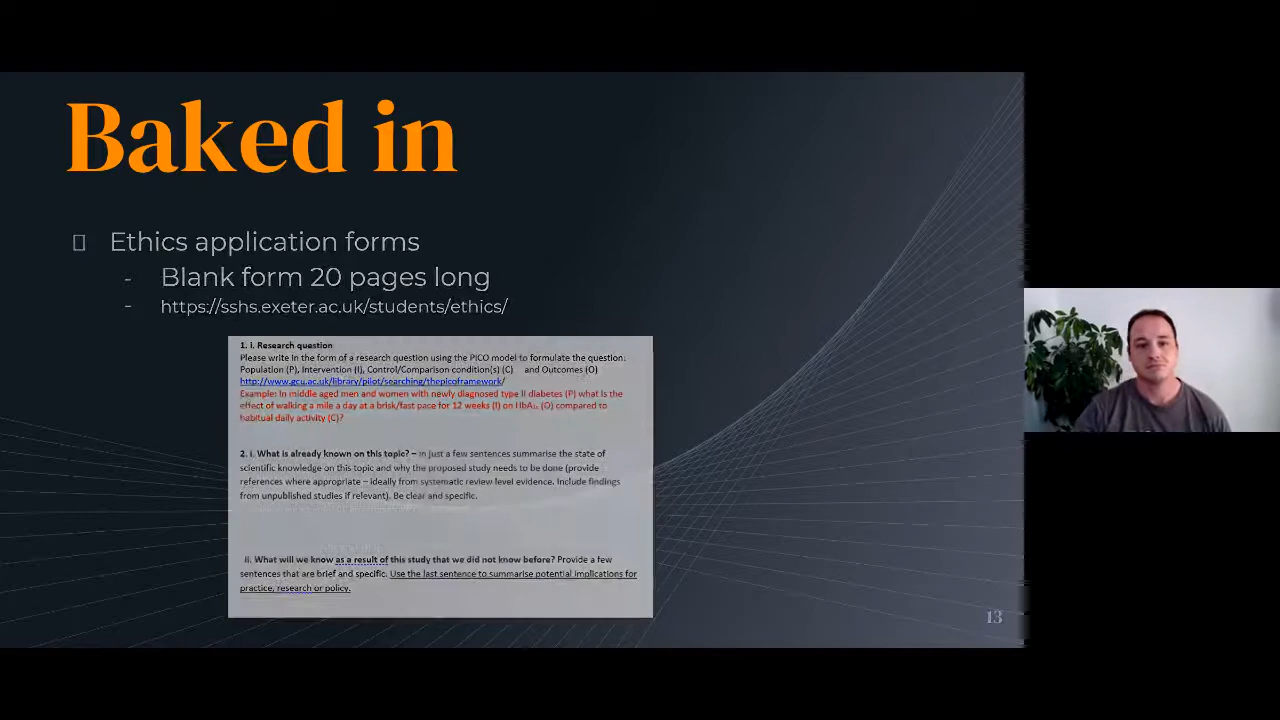 Baked in
Ethics application forms
- Blank form 20 pages long
- https://sshs.exeter.ac.uk/students/ethics/
1. i. Research question
Please write in the form of a research question using the PICO model to formulate the question:
Population (P), Intervention (I), Control/Comparison condition(s) (C) and Outcomes (O)
http://www.gcu.ac.uk/library/pilot/searching/thepicoframework/
Example: In middle aged men and women with newly diagnosed type II diabetes (P) what is the
effect of walking a mile a day at a brisk/fast pace for 12 weeks (I) on HbA1c (O) compared to
habitual daily activity (C)?
2. i. What is already known on this topic? – in just a few sentences summarise the state of
scientific knowledge on this topic and why the proposed study needs to be done (provide
references where appropriate – ideally from systematic review level evidence. Include findings
from unpublished studies if relevant). Be clear and specific.
ii. What will we know as a result of this study that we did not know before? Provide a few
sentences that are brief and specific. Use the last sentence to summarise potential implications for
practice, research or policy.
13